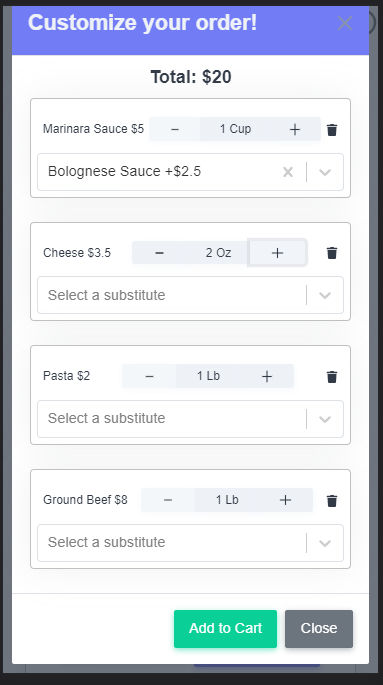 Customize your order!
Total: $20
Marinara Sauce $5 − 1 Cup +
Bolognese Sauce +$2.5
Cheese $3.5 − 2 Oz +
Select a substitute
Pasta $2 − 1 Lb +
Select a substitute
Ground Beef $8 − 1 Lb +
Select a substitute
Add to Cart Close